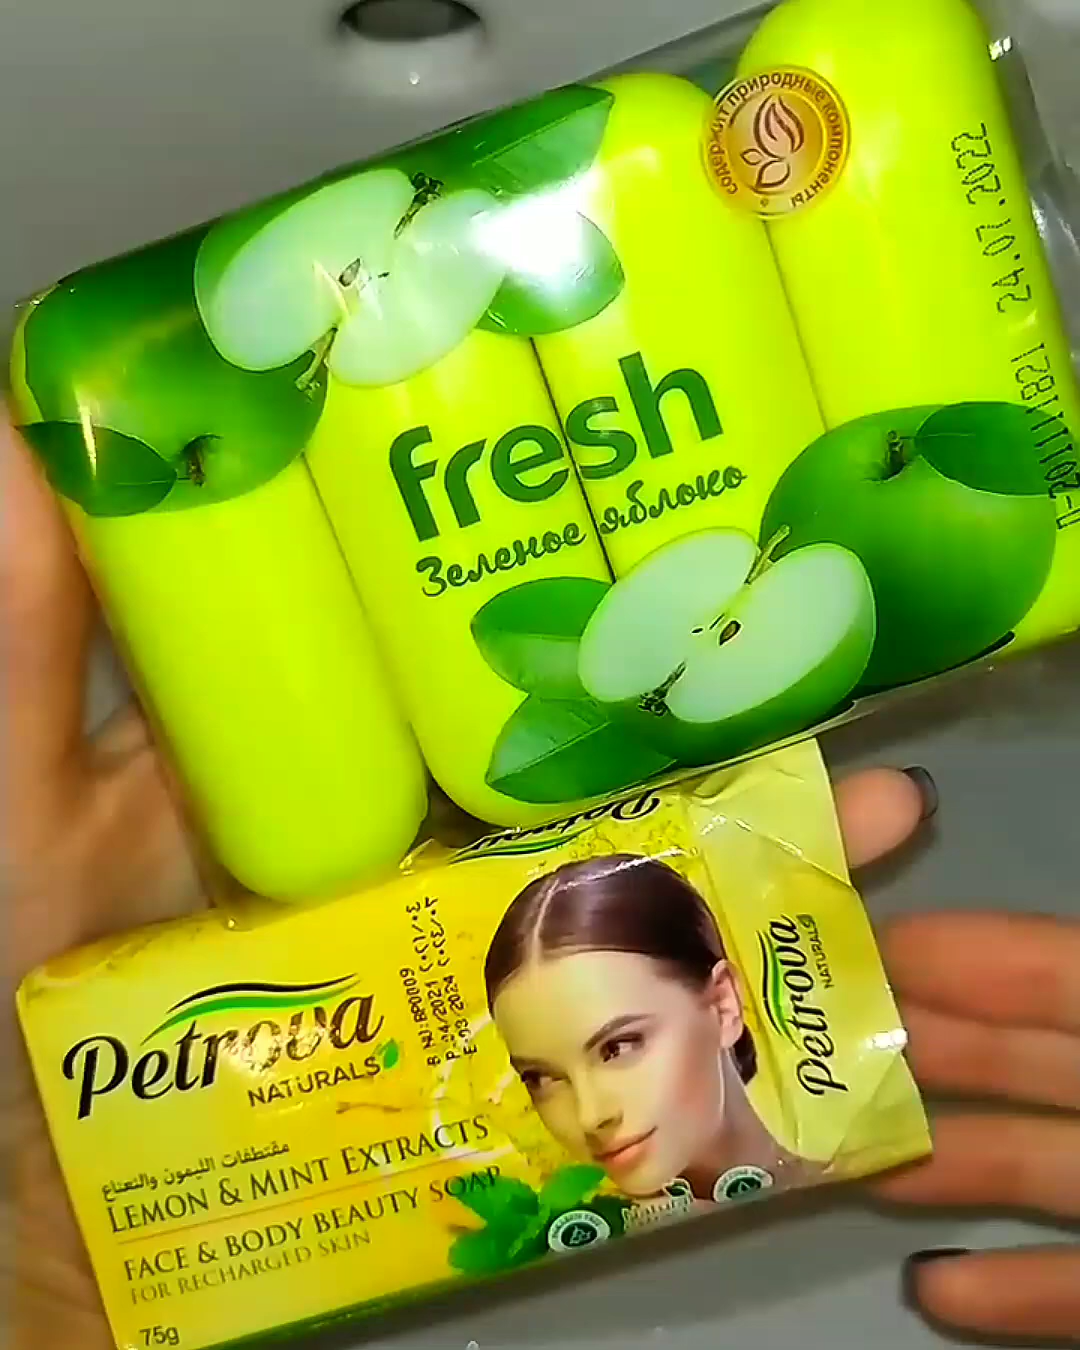 содержит природные компоненты
24.07.2022
fresh
Зеленое яблоко
Petrova
Petrova
NATURALS
Petrova
NATURALS
مقتطفات الليمون والنعناع
LEMON & MINT EXTRACTS
FACE & BODY BEAUTY SOAP
FOR RECHARGED SKIN
75g